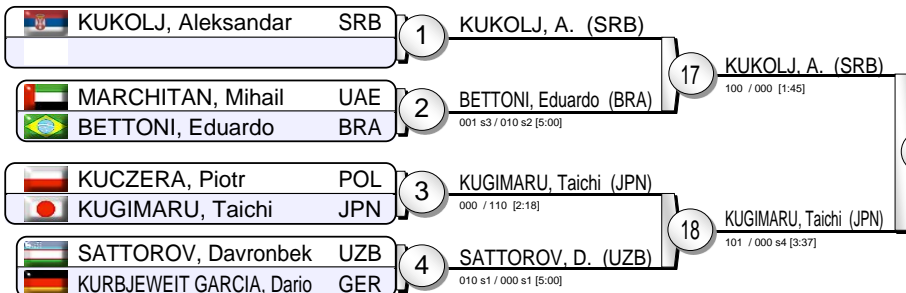 KUKOLJ, Aleksandar SRB
1
KUKOLJ, A. (SRB)
17
KUKOLJ, A. (SRB)
100 / 000 [1:45]
MARCHITAN, Mihail UAE
BETTONI, Eduardo BRA
2
BETTONI, Eduardo (BRA)
001 s3 / 010 s2 [5:00]
KUCZERA, Piotr POL
KUGIMARU, Taichi JPN
3
KUGIMARU, Taichi (JPN)
000 / 110 [2:18]
18
KUGIMARU, Taichi (JPN)
101 / 000 s4 [3:37]
SATTOROV, Davronbek UZB
KURBJEWEIT GARCIA, Dario GER
4
SATTOROV, D. (UZB)
010 s1 / 000 s1 [5:00]